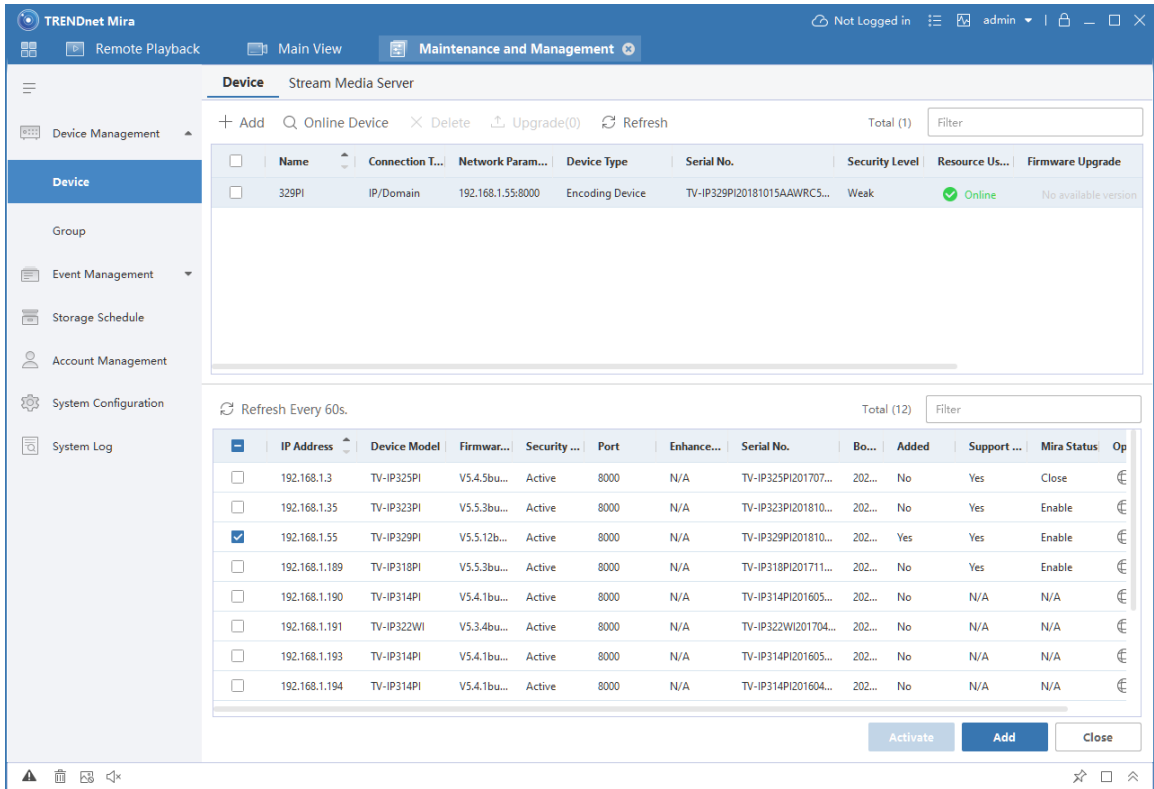 TRENDnet Mira Not Logged in admin
Remote Playback Main View Maintenance and Management
Device Stream Media Server
Device Management
Device
Group
Event Management
Storage Schedule
Account Management
System Configuration
System Log
+ Add Online Device Delete Upgrade(0) Refresh Total (1) Filter
Name Connection T... Network Param... Device Type Serial No. Security Level Resource Us... Firmware Upgrade
329PI IP/Domain 192.168.1.55:8000 Encoding Device TV-IP329PI20181015AAWRC5... Weak Online No available version
Refresh Every 60s. Total (12) Filter
IP Address Device Model Firmwar... Security ... Port Enhance... Serial No. Bo... Added Support ... Mira Status Op
192.168.1.3 TV-IP325PI V5.4.5bu... Active 8000 N/A TV-IP325PI201707... 202... No Yes Close
192.168.1.35 TV-IP323PI V5.5.3bu... Active 8000 N/A TV-IP323PI201810... 202... No Yes Enable
192.168.1.55 TV-IP329PI V5.5.12b... Active 8000 N/A TV-IP329PI201810... 202... Yes Yes Enable
192.168.1.189 TV-IP318PI V5.5.3bu... Active 8000 N/A TV-IP318PI201711... 202... No Yes Enable
192.168.1.190 TV-IP314PI V5.4.1bu... Active 8000 N/A TV-IP314PI201605... 202... No N/A N/A
192.168.1.191 TV-IP322WI V5.3.4bu... Active 8000 N/A TV-IP322WI201704... 202... No N/A N/A
192.168.1.193 TV-IP314PI V5.4.1bu... Active 8000 N/A TV-IP314PI201605... 202... No N/A N/A
192.168.1.194 TV-IP314PI V5.4.1bu... Active 8000 N/A TV-IP314PI201604... 202... No N/A N/A
Activate Add Close